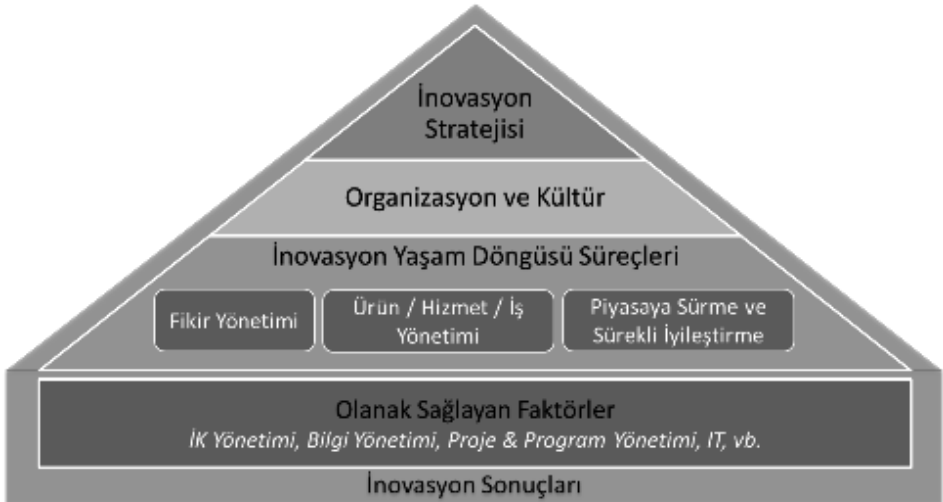 İnovasyon
Stratejisi
Organizasyon ve Kültür
İnovasyon Yaşam Döngüsü Süreçleri
Fikir Yönetimi
Ürün / Hizmet / İş
Yönetimi
Piyasaya Sürme ve
Sürekli İyileştirme
Olanak Sağlayan Faktörler
İK Yönetimi, Bilgi Yönetimi, Proje & Program Yönetimi, IT, vb.
İnovasyon Sonuçları